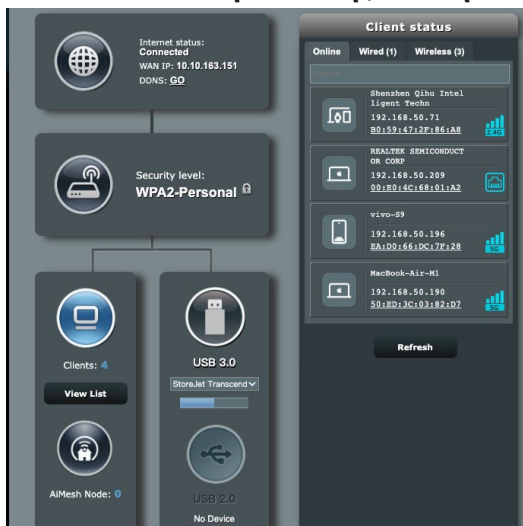 Internet status:
Connected
WAN IP: 10.10.163.151
DDNS: GO
Security level:
WPA2-Personal
Clients: 4
View List
AiMesh Node: 0
USB 3.0
StoreJet Transcend
USB 2.0
No Device
Client status
Online Wired (1) Wireless (3)
Search
Shenzhen Qihu Intel
ligent Techn
192.168.50.71
B0:59:47:2F:86:A8
2.4G
REALTEK SEMICONDUCT
OR CORP
192.168.50.209
00:E0:4C:68:01:A2
vivo-S9
192.168.50.196
EA:D0:66:DC:7F:28
5G
MacBook-Air-M1
192.168.50.190
50:ED:3C:03:82:D7
5G
Refresh